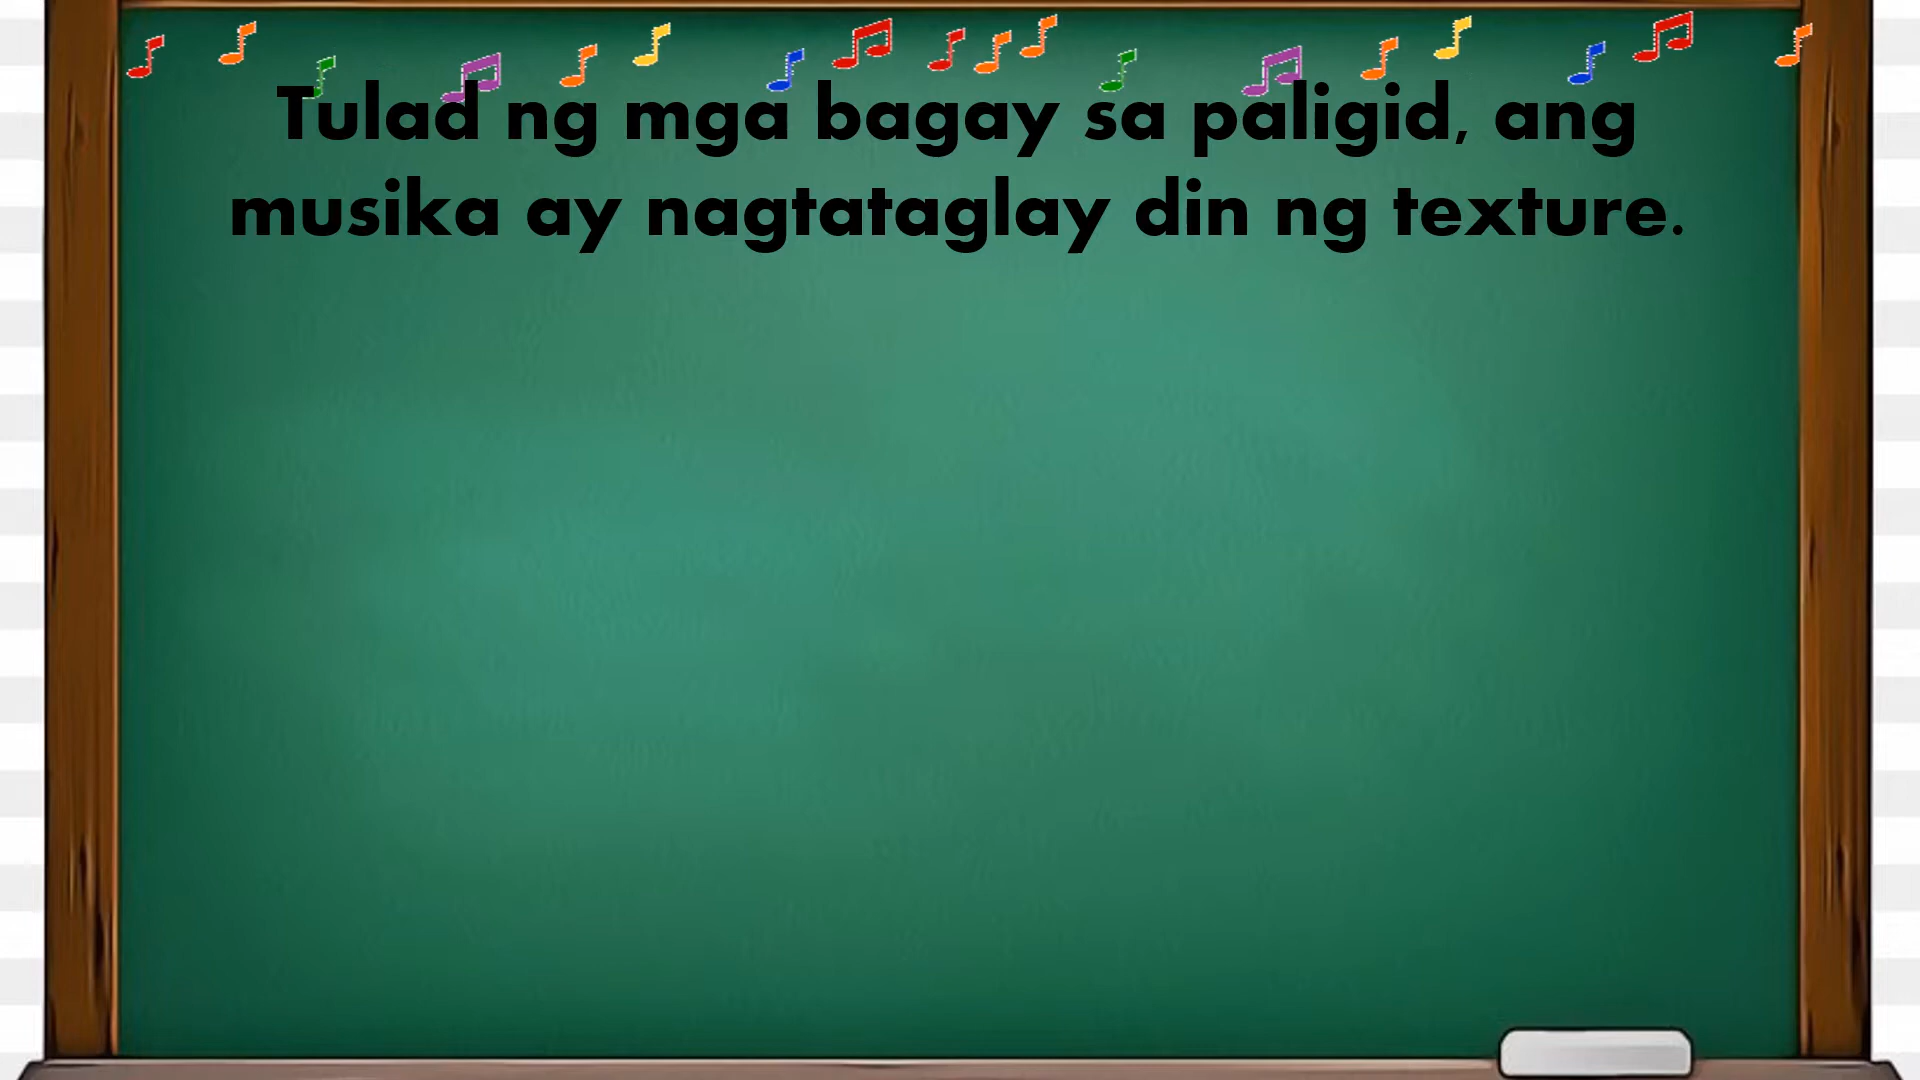 Tulad ng mga bagay sa paligid, ang
musika ay nagtataglay din ng texture.